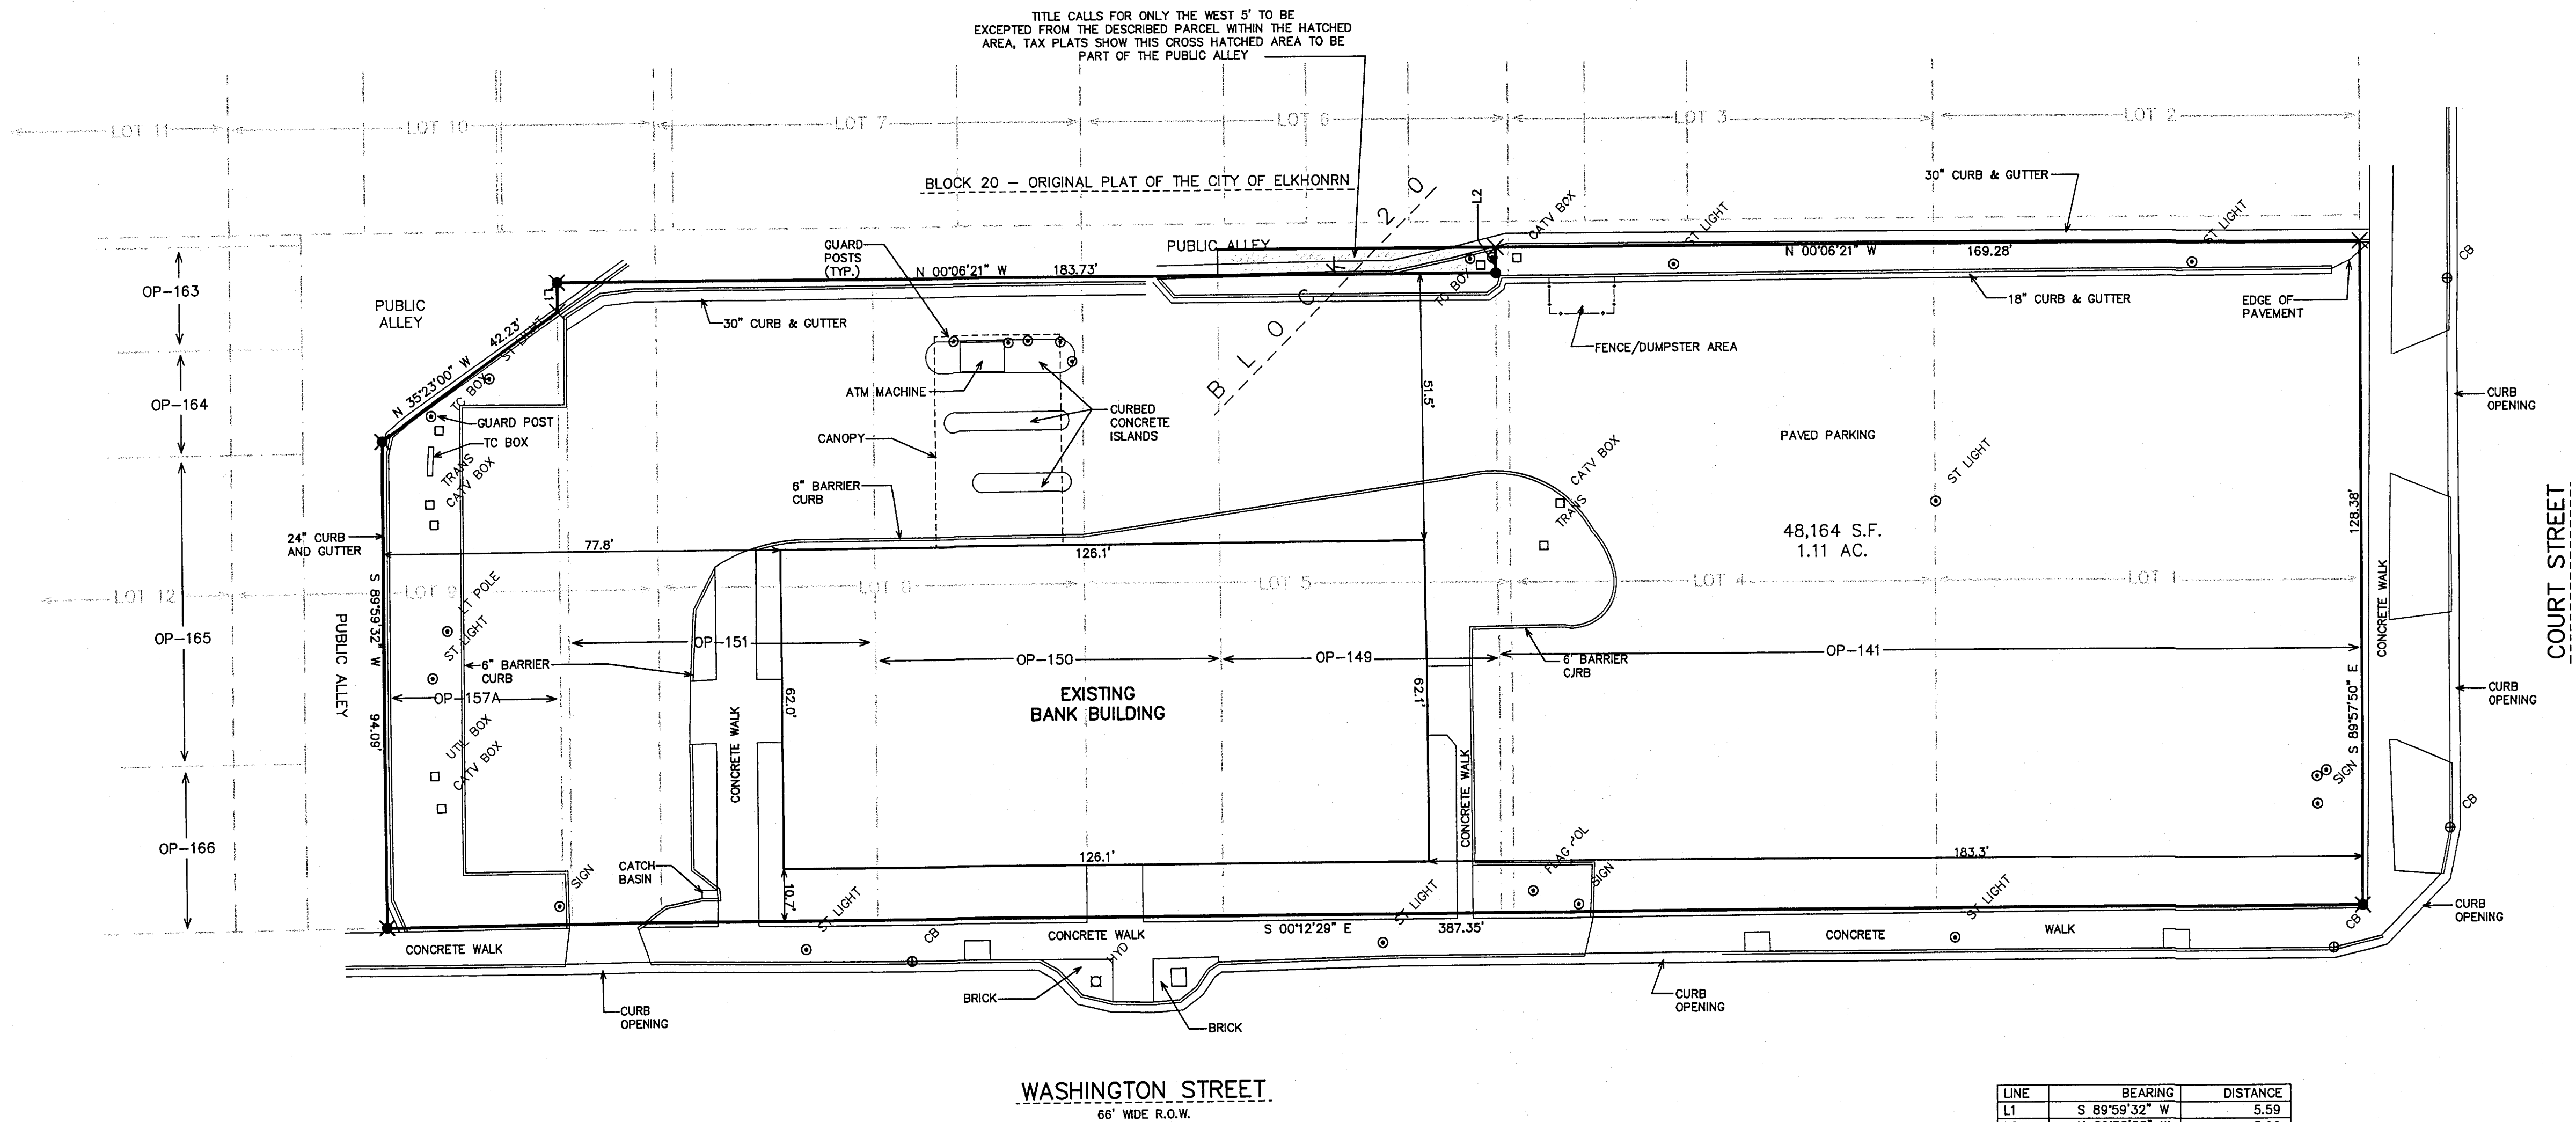 TITLE CALLS FOR ONLY THE WEST 5' TO BE
EXCEPTED FROM THE DESCRIBED PARCEL WITHIN THE HATCHED
AREA, TAX PLATS SHOW THIS CROSS HATCHED AREA TO BE
PART OF THE PUBLIC ALLEY
LOT 11
LOT 10
LOT 7
LOT 6
LOT 3
LOT 2
BLOCK 20 - ORIGINAL PLAT OF THE CITY OF ELKHONRN
30" CURB & GUTTER
L2
CATV BOX
ST LIGHT
ST LIGHT
CB
BLOCK 20
PUBLIC ALLEY
GUARD
POSTS
(TYP.)
N 00°06'21" W 183.73'
N 00°06'21" W 169.28'
OP-163
PUBLIC
ALLEY
L1
TC BOX
18" CURB & GUTTER
EDGE OF
PAVEMENT
30" CURB & GUTTER
N 35°23'00" W 42.23'
ST LIGHT
FENCE/DUMPSTER AREA
OP-164
TC BOX
ATM MACHINE
51.5'
CURB
OPENING
GUARD POST
CURBED
CONCRETE
ISLANDS
TC BOX
CANOPY
PAVED PARKING
TRANS
CATV BOX
CATV BOX
ST LIGHT
6" BARRIER
CURB
TRANS
128.38'
24" CURB
AND GUTTER
77.8'
126.1'
48,164 S.F.
1.11 AC.
COURT STREET
LOT 12
LOT 9
LOT 8
LOT 5
LOT 4
LOT 1
S 89°59'32" W 94.09'
LT POLE
CONCRETE WALK
OP-165
PUBLIC ALLEY
ST LIGHT
OP-151
OP-150
OP-149
OP-141
6" BARRIER
CURB
6' BARRIER
CJRB
OP-157A
62.0'
EXISTING
BANK BUILDING
62.1'
S 89°57'50" E
CURB
OPENING
UTIL BOX
CATV BOX
CONCRETE WALK
CONCRETE WALK
SIGN
CB
OP-166
126.1'
183.3'
CATCH
BASIN
SIGN
10.7'
ST LIGHT
ST LIGHT
SIGN
ST LIGHT
CURB
OPENING
CONCRETE WALK
CB
CONCRETE WALK
S 00°12'29" E 387.35'
CONCRETE WALK
CB
HYD
BRICK
BRICK
CURB
OPENING
CURB
OPENING
WASHINGTON STREET
66' WIDE R.O.W.
LINE BEARING DISTANCE
L1 S 89°59'32" W 5.59